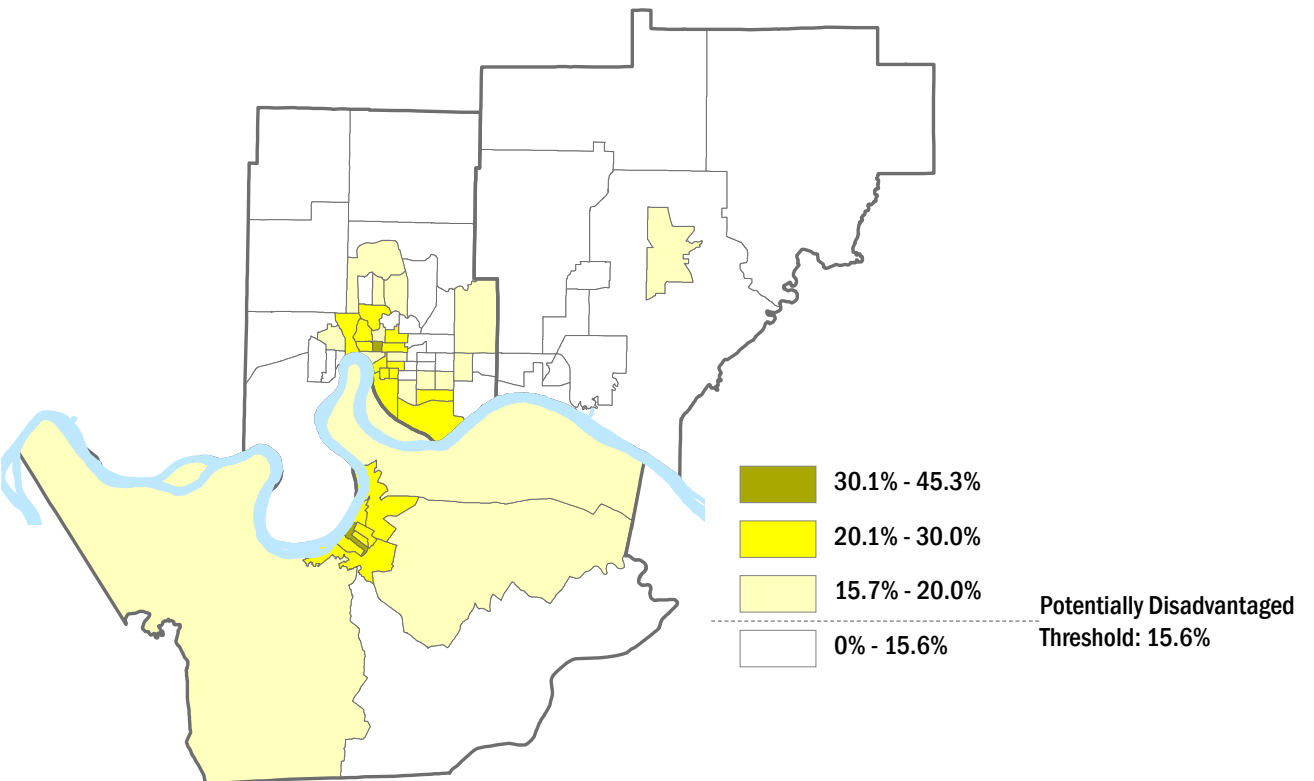 30.1% - 45.3%
20.1% - 30.0%
15.7% - 20.0%
0% - 15.6%
Potentially Disadvantaged
Threshold: 15.6%